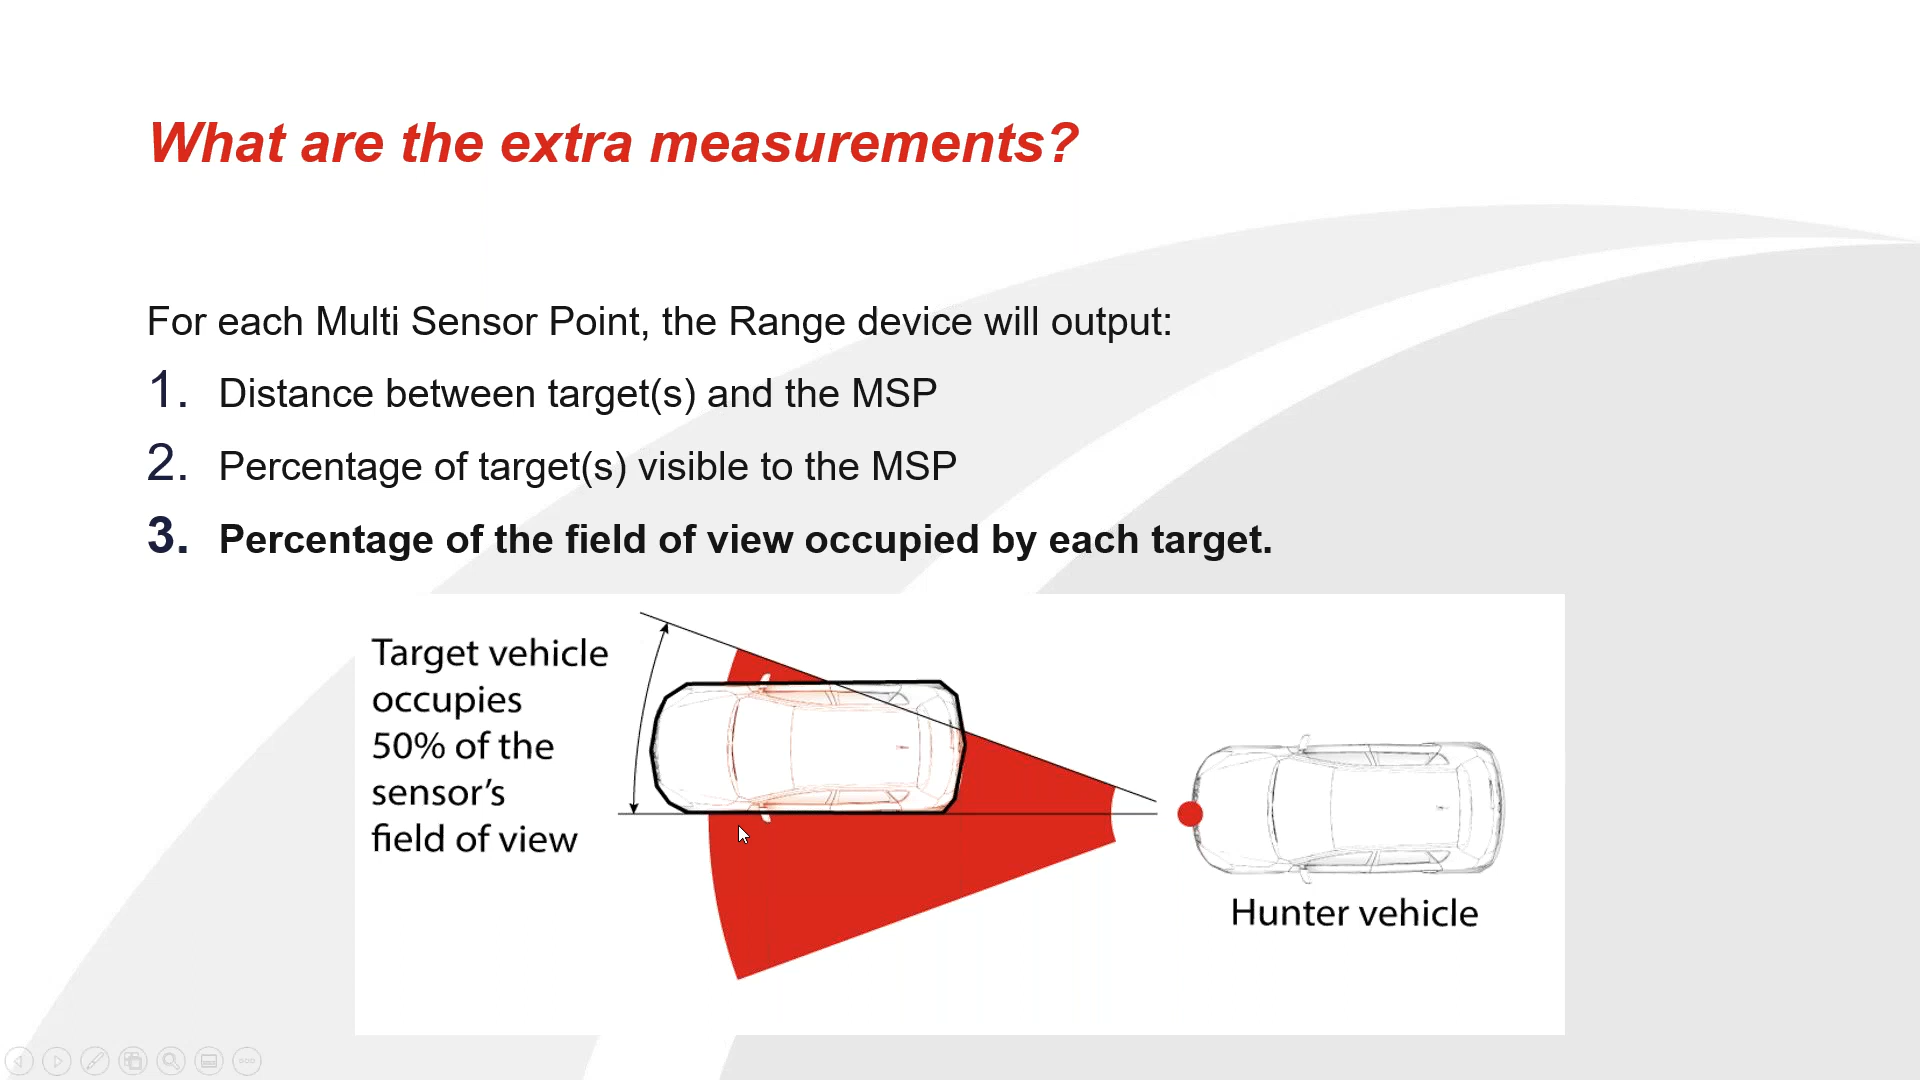 What are the extra measurements?
For each Multi Sensor Point, the Range device will output:
1. Distance between target(s) and the MSP
2. Percentage of target(s) visible to the MSP
3. Percentage of the field of view occupied by each target.
Target vehicle
occupies
50% of the
sensor's
field of view
Hunter vehicle